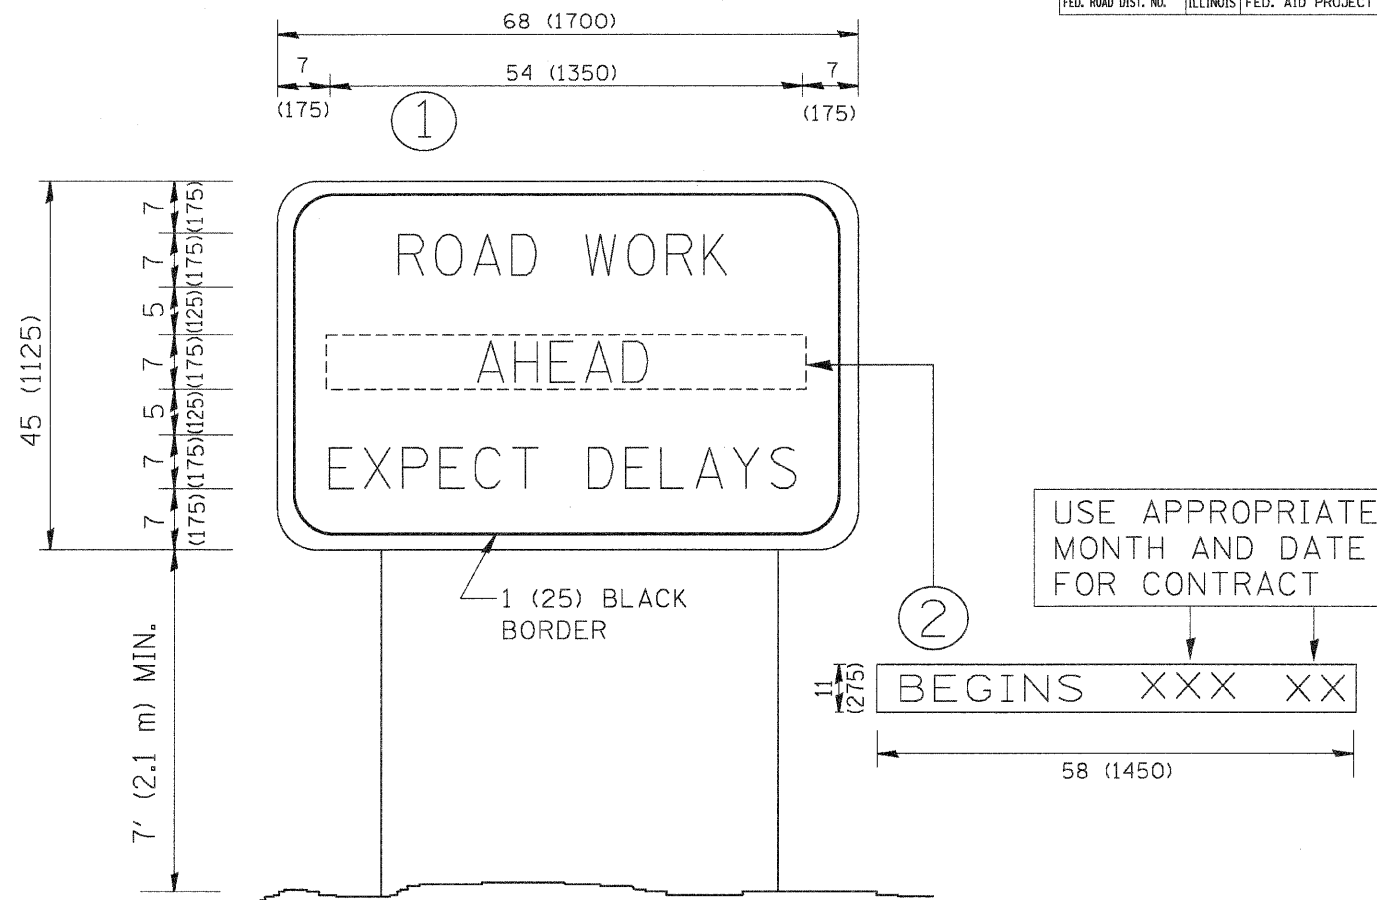 FED. ROAD DIST. NO. ILLINOIS FED. AID PROJECT
68 (1700)
7 54 (1350) 7
(175) (175)
1
45 (1125)
7 (175)
7 (175)
5 (125)
7 (175)
5 (125)
7 (175)
7 (175)
ROAD WORK
AHEAD
EXPECT DELAYS
1 (25) BLACK
BORDER
7' (2.1 m) MIN.
2
USE APPROPRIATE
MONTH AND DATE
FOR CONTRACT
11
(275)
BEGINS XXX XX
58 (1450)